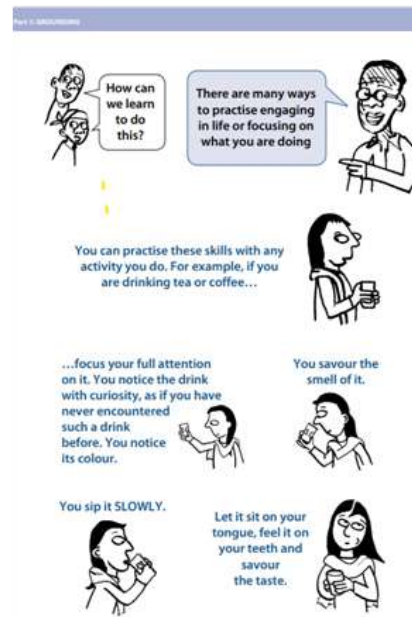 Part 1: GROUNDING
How can
we learn
to do
this?
There are many ways
to practise engaging
in life or focusing on
what you are doing
You can practise these skills with any
activity you do. For example, if you
are drinking tea or coffee…
…focus your full attention
on it. You notice the drink
with curiosity, as if you have
never encountered
such a drink
before. You notice
its colour.
You savour the
smell of it.
You sip it SLOWLY.
Let it sit on your
tongue, feel it on
your teeth and
savour
the taste.